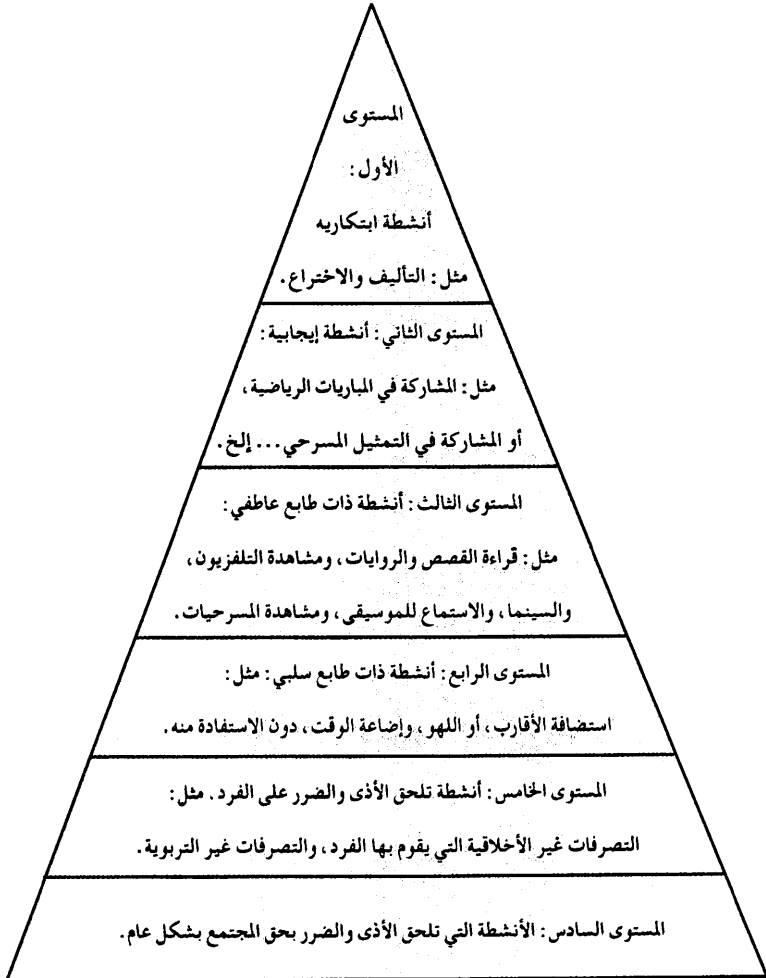 المستوى
الأول :
أنشطة ابتكاريه
مثل : التأليف والاختراع .
المستوى الثاني : أنشطة إيجابية :
مثل : المشاركة في المباريات الرياضية ،
أو المشاركة في التمثيل المسرحي ... إلخ .
المستوى الثالث : أنشطة ذات طابع عاطفي :
مثل : قراءة القصص والروايات ، ومشاهدة التلفزيون ،
والسينما ، والاستماع للموسيقى ، ومشاهدة المسرحيات .
المستوى الرابع : أنشطة ذات طابع سلبي : مثل :
استضافة الأقارب ، أو اللهو ، وإضاعة الوقت ، دون الاستفادة منه .
المستوى الخامس : أنشطة تلحق الأذى والضرر على الفرد . مثل :
التصرفات غير الأخلاقية التي يقوم بها الفرد ، والتصرفات غير التربوية .
المستوى السادس : الأنشطة التي تلحق الأذى والضرر بحق المجتمع بشكل عام .